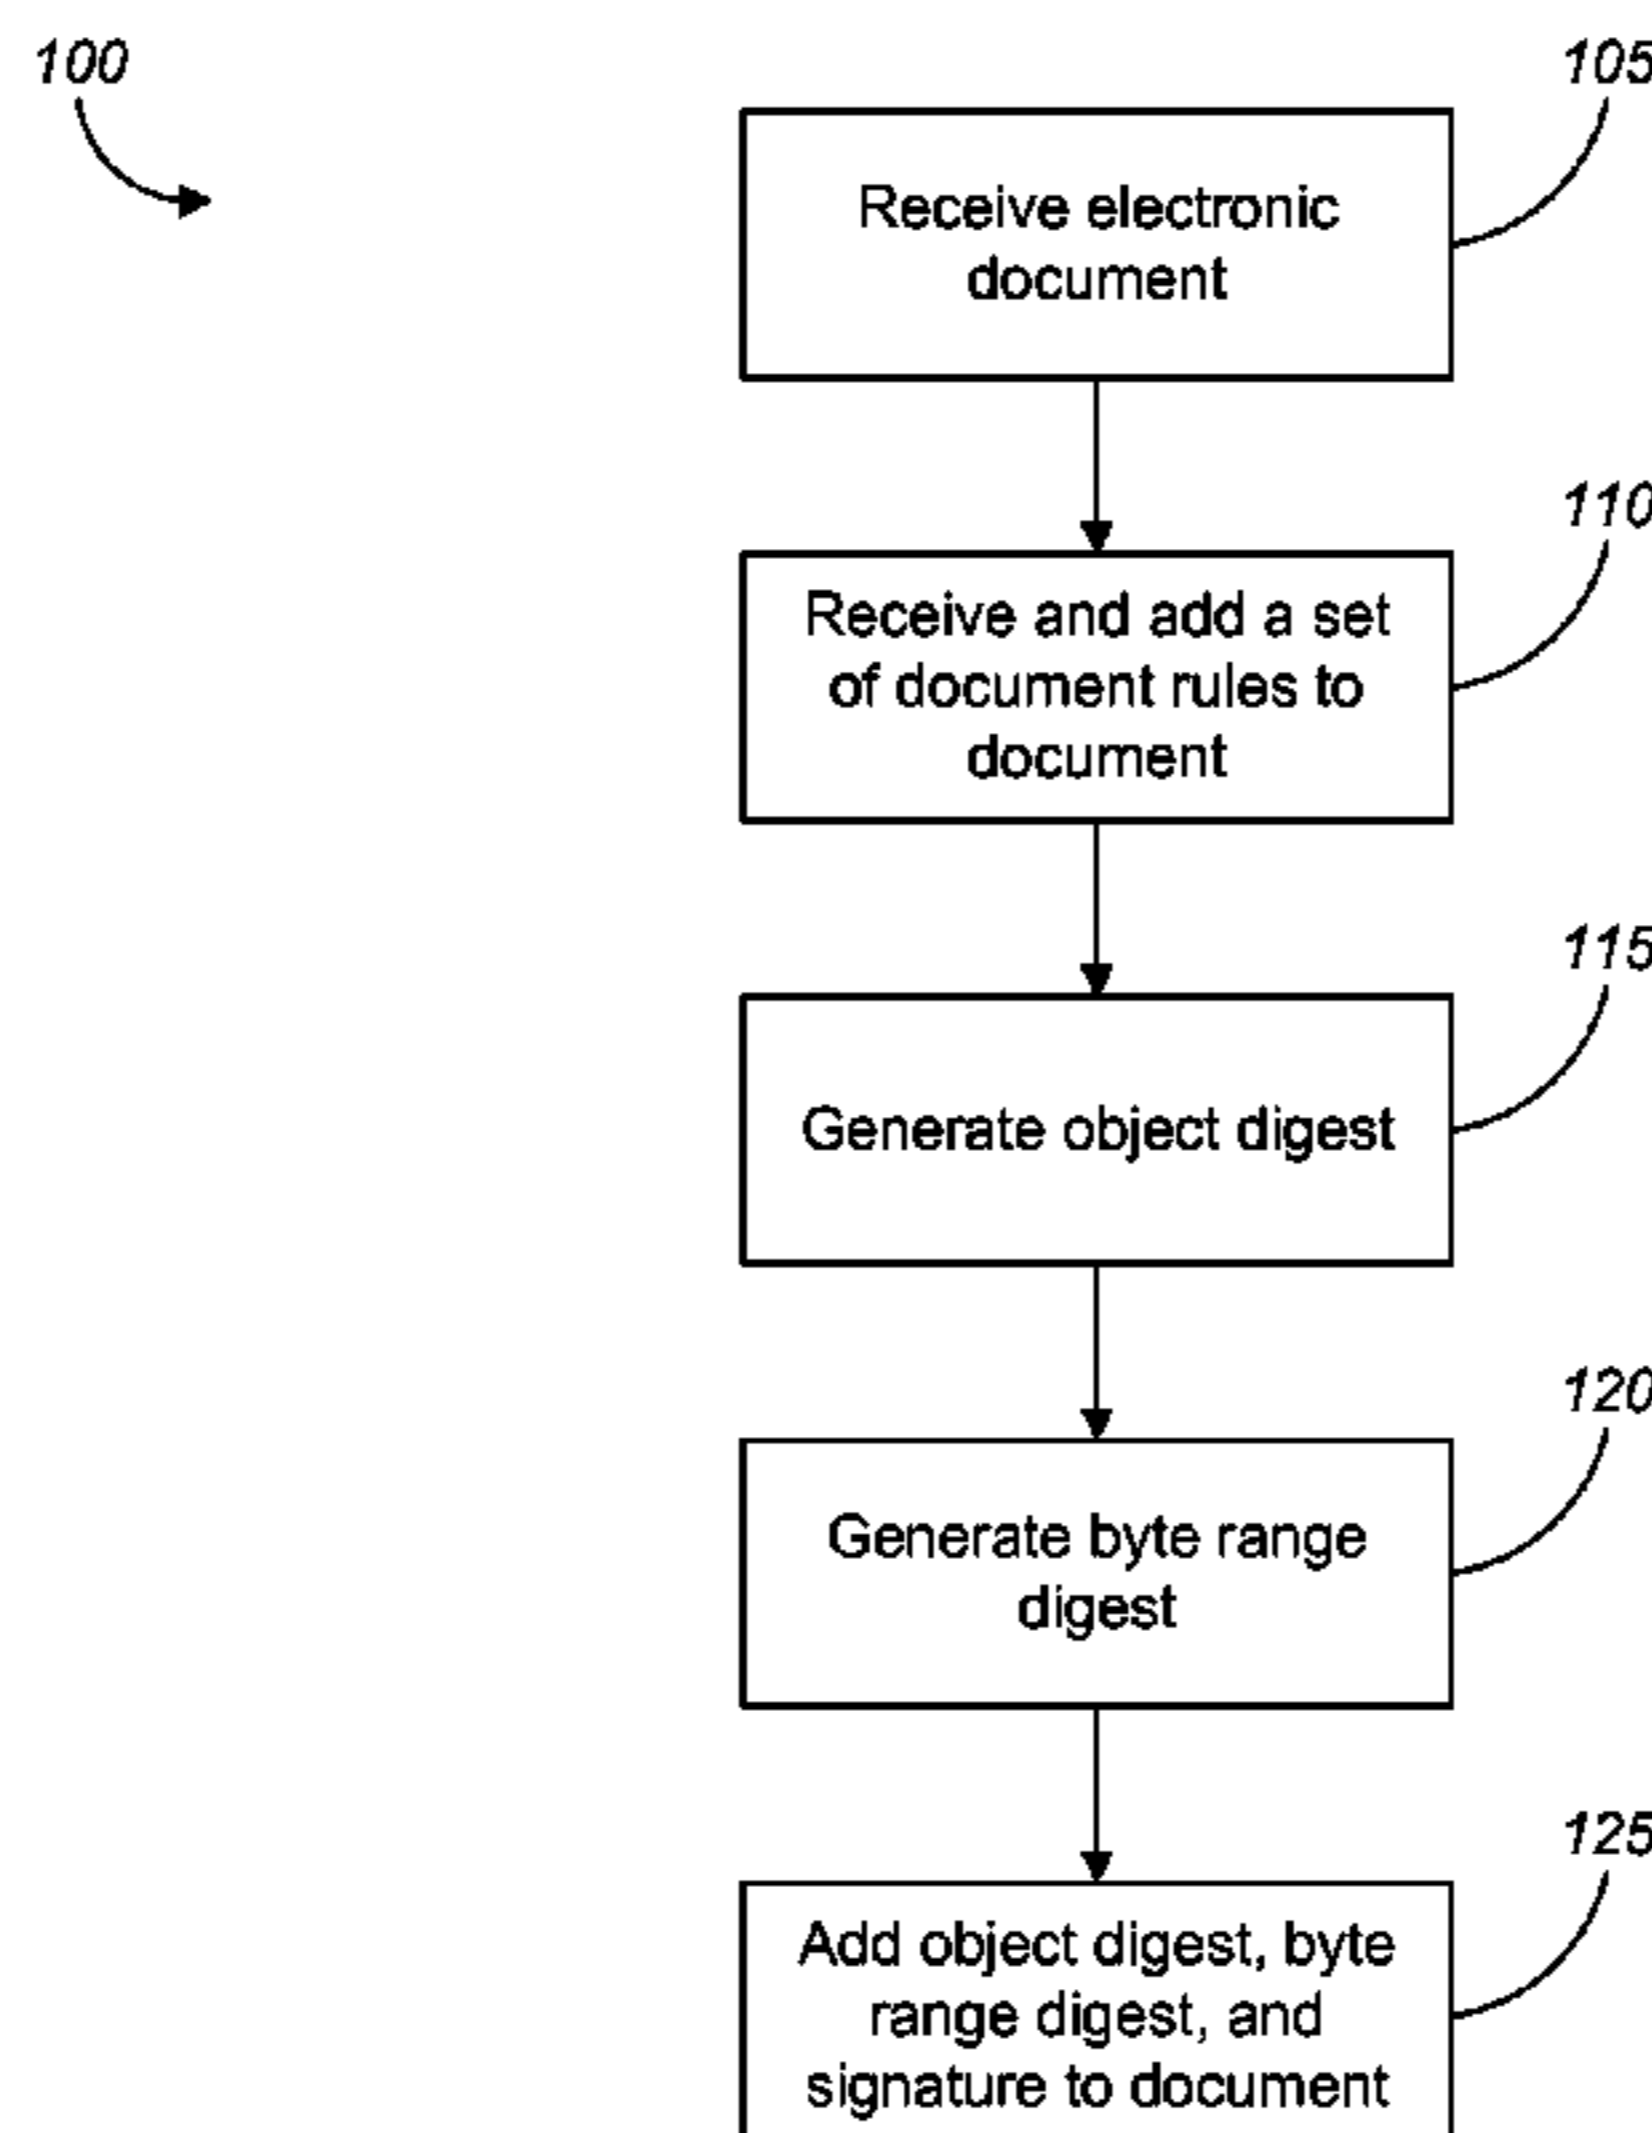 100
105
Receive electronic
document
110
Receive and add a set
of document rules to
document
115
Generate object digest
120
Generate byte range
digest
125
Add object digest, byte
range digest, and
signature to document